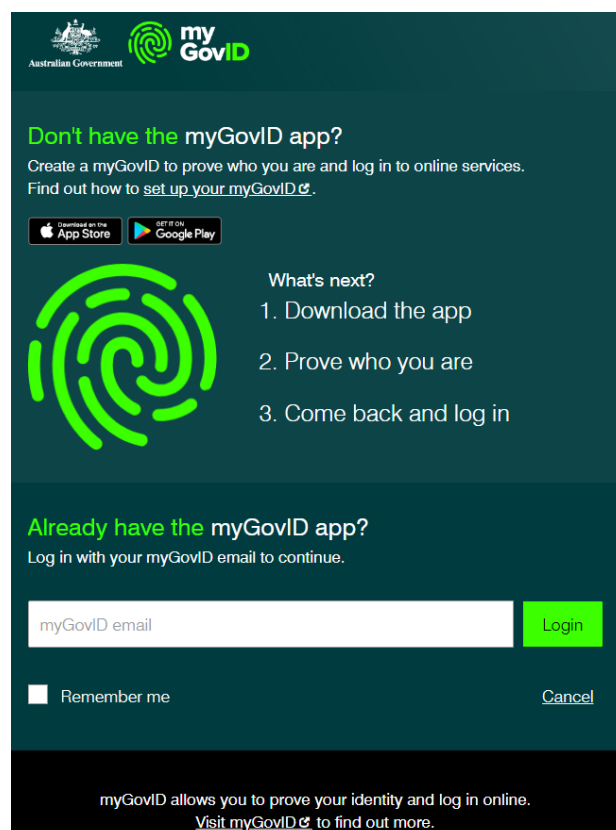 Australian Government
my
GovID
Don't have the myGovID app?
Create a myGovID to prove who you are and log in to online services.
Find out how to set up your myGovID.
Download on the
App Store
GET IT ON
Google Play
What's next?
1. Download the app
2. Prove who you are
3. Come back and log in
Already have the myGovID app?
Log in with your myGovID email to continue.
myGovID email
Login
Remember me
Cancel
myGovID allows you to prove your identity and log in online.
Visit myGovID to find out more.